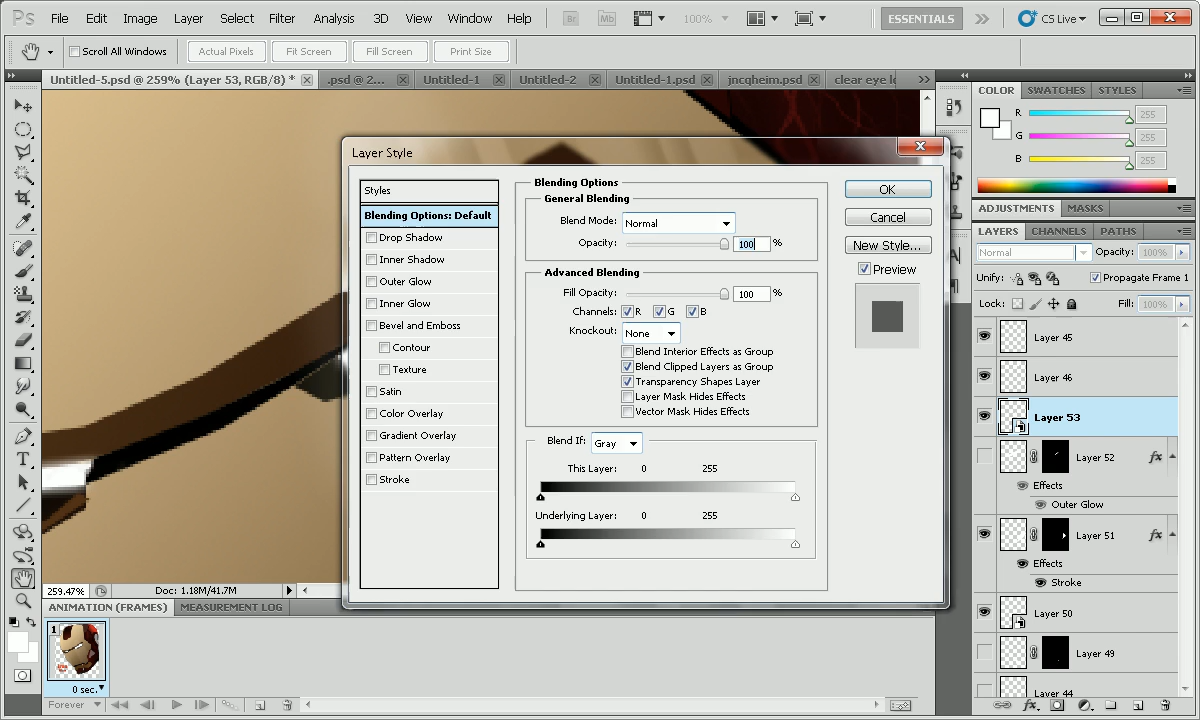 Ps File Edit Image Layer Select Filter Analysis 3D View Window Help Br Mb 100% ESSENTIALS CS Live
Scroll All Windows Actual Pixels Fit Screen Fill Screen Print Size
Untitled-5.psd @ 259% (Layer 53, RGB/8) * .psd @ 2... Untitled-1 Untitled-2 Untitled-1.psd jncqheim.psd clear eye
Layer Style
Styles
Blending Options: Default
Drop Shadow
Inner Shadow
Outer Glow
Inner Glow
Bevel and Emboss
Contour
Texture
Satin
Color Overlay
Gradient Overlay
Pattern Overlay
Stroke
Blending Options
General Blending
Blend Mode: Normal
Opacity: 100 %
Advanced Blending
Fill Opacity: 100 %
Channels: R G B
Knockout: None
Blend Interior Effects as Group
Blend Clipped Layers as Group
Transparency Shapes Layer
Layer Mask Hides Effects
Vector Mask Hides Effects
Blend If: Gray
This Layer: 0 255
Underlying Layer: 0 255
OK
Cancel
New Style...
Preview
COLOR SWATCHES STYLES
R 255
G 255
B 255
ADJUSTMENTS MASKS
LAYERS CHANNELS PATHS
Normal Opacity: 100%
Unify: Propagate Frame 1
Lock: Fill: 100%
Layer 45
Layer 46
Layer 53
Layer 52 fx
Effects
Outer Glow
Layer 51 fx
Effects
Stroke
Layer 50
Layer 49
Layer 44
259.47% Doc: 1.18M/41.7M
ANIMATION (FRAMES) MEASUREMENT LOG
1
0 sec.
Forever